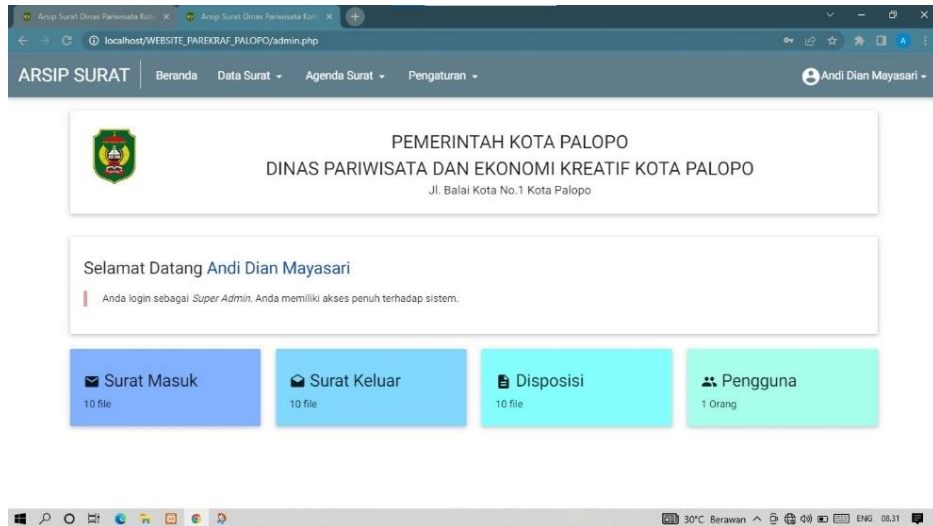 Arsip Surat Dinas Pariwisata Kota
Arsip Surat Dinas Pariwisata Kota
localhost/WEBSITE_PAREKRAF_PALOPO/admin.php
A
ARSIP SURAT
Beranda
Data Surat
Agenda Surat
Pengaturan
Andi Dian Mayasari
PEMERINTAH KOTA PALOPO
DINAS PARIWISATA DAN EKONOMI KREATIF KOTA PALOPO
Jl. Balai Kota No.1 Kota Palopo
Selamat Datang Andi Dian Mayasari
Anda login sebagai Super Admin. Anda memiliki akses penuh terhadap sistem.
Surat Masuk
10 file
Surat Keluar
10 file
Disposisi
10 file
Pengguna
1 Orang
30°C Berawan
ENG
08.31